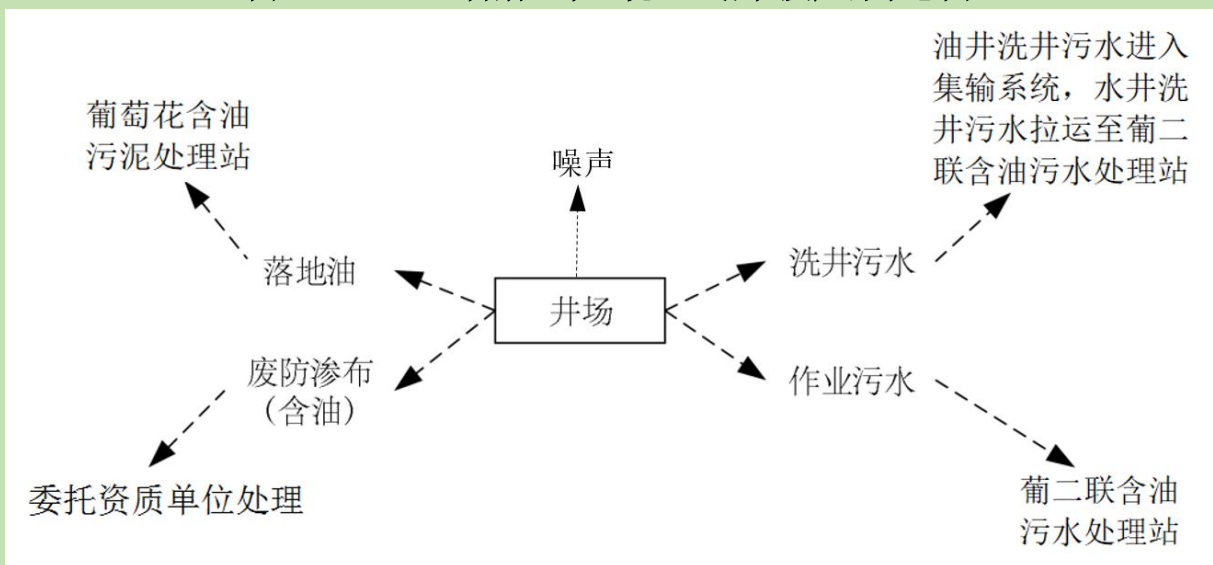 油井洗井污水进入
集输系统，水井洗
井污水拉运至葡二
联含油污水处理站
葡萄花含油
污泥处理站
噪声
洗井污水
落地油
井场
废防渗布
（含油）
作业污水
委托资质单位处理
葡二联含油
污水处理站